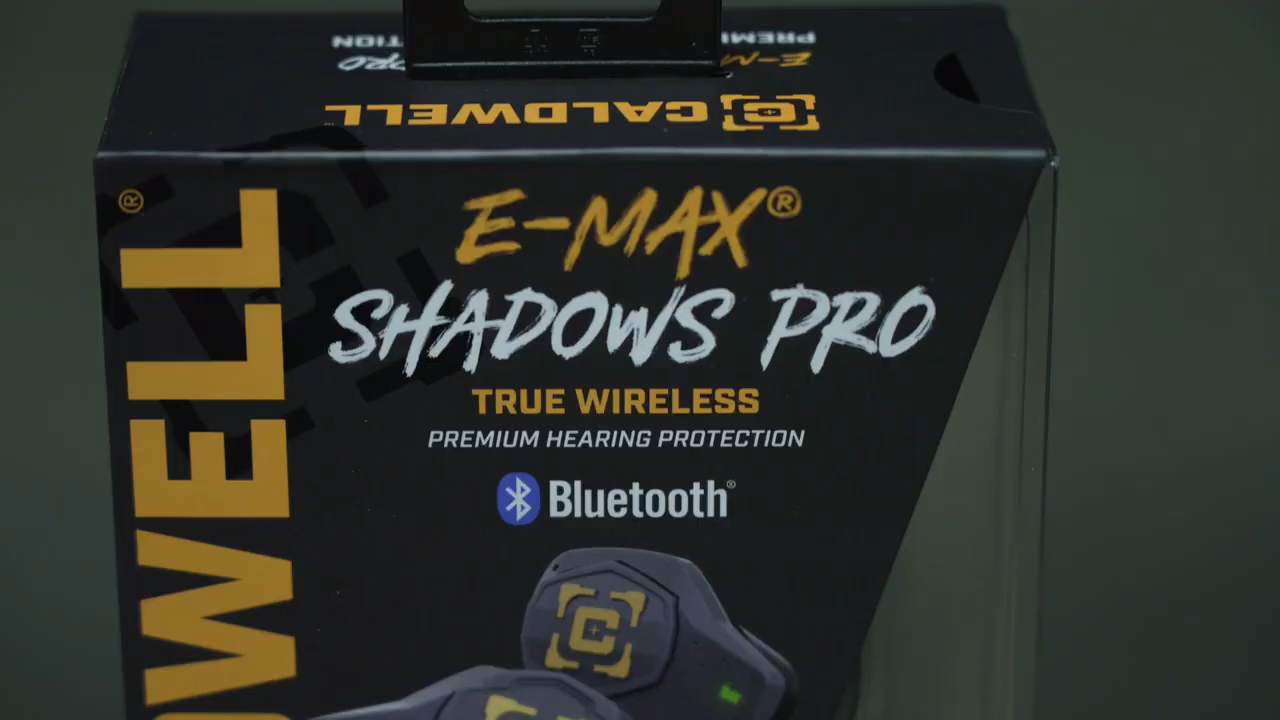 CALDWELL
E-MAX®
SHADOWS PRO
TRUE WIRELESS
PREMIUM HEARING PROTECTION
Bluetooth®
WELL®